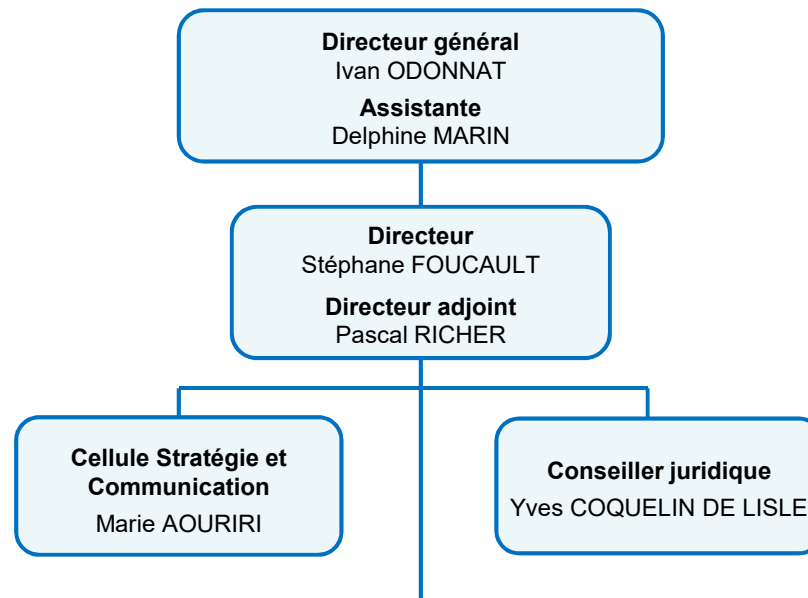 Directeur général
Ivan ODONNAT
Assistante
Delphine MARIN
Directeur
Stéphane FOUCAULT
Directeur adjoint
Pascal RICHER
Cellule Stratégie et
Communication
Marie AOURIRI
Conseiller juridique
Yves COQUELIN DE LISLE